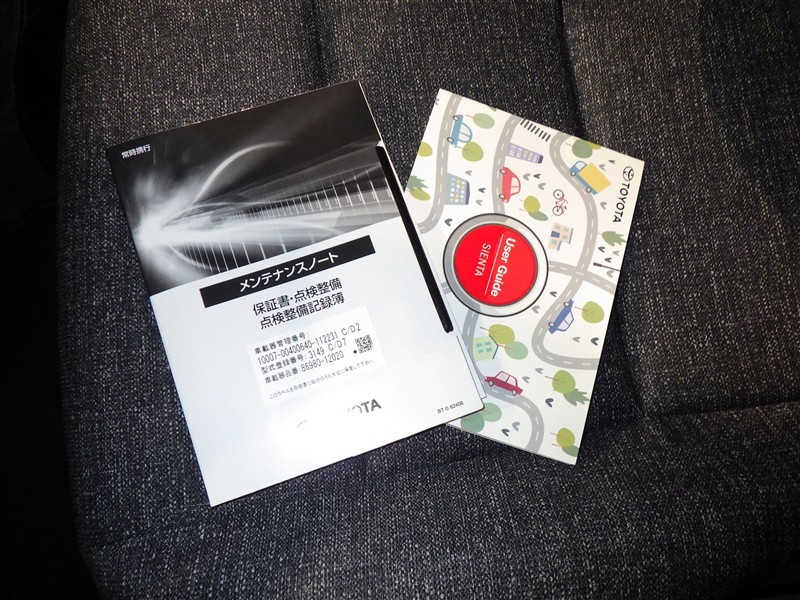 常時携行
メンテナンスノート
保証書・点検整備
点検整備記録簿
車載器管理番号:
10007-00400640-112231 C/D2
型式登録番号: 3149 C/D7
車載器品番 86980-12020
TOYOTA
TOYOTA
User Guide
SIENTA